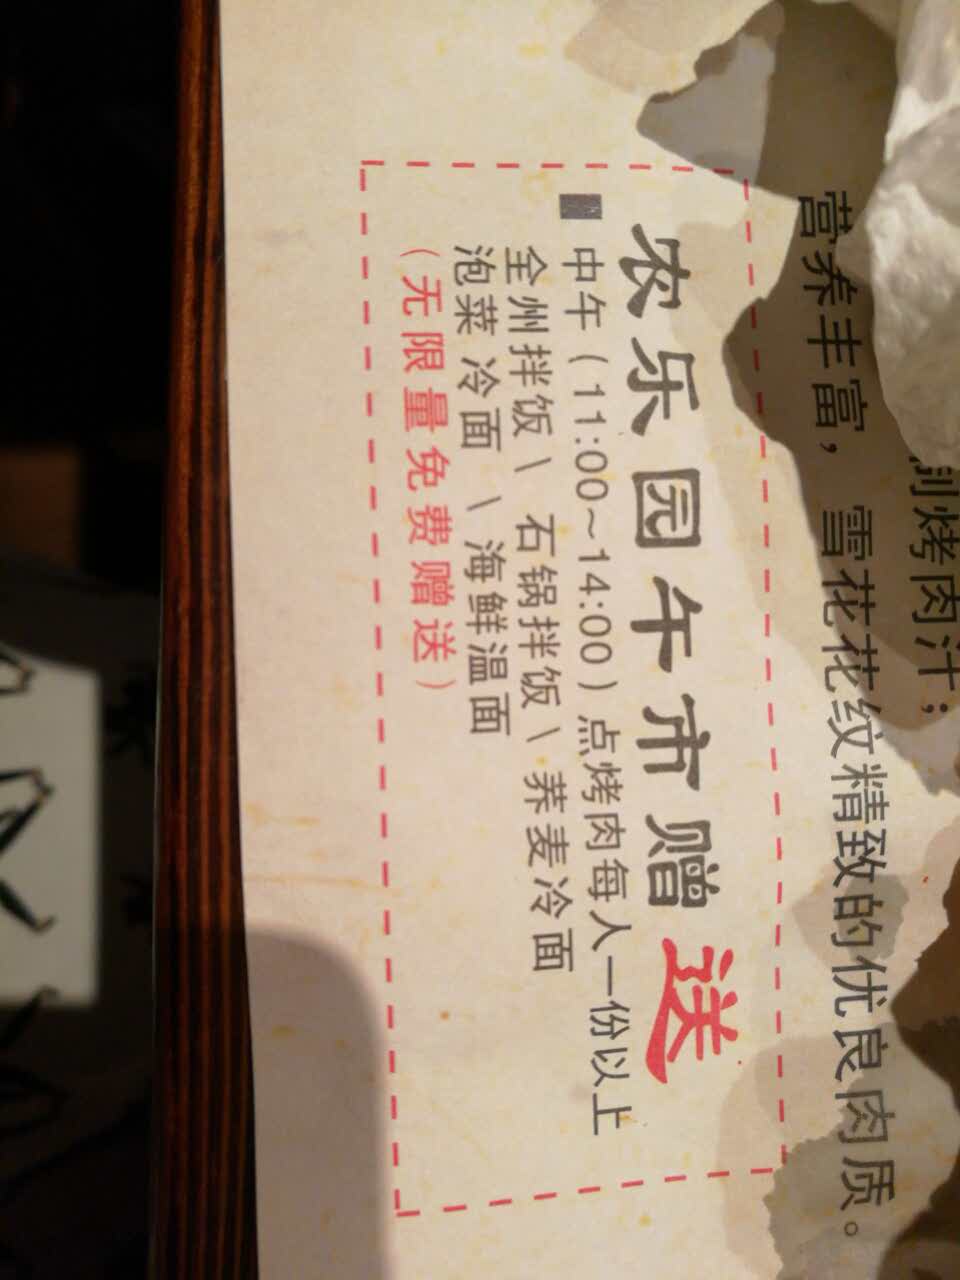 烤肉汁；
营养丰富，雪花花纹精致的优良肉质。
农乐园午市赠送
■ 中午（11:00~14:00）点烤肉每人一份以上
全州拌饭 \ 石锅拌饭 \ 荞麦冷面
泡菜冷面 \ 海鲜温面
（无限量免费赠送）